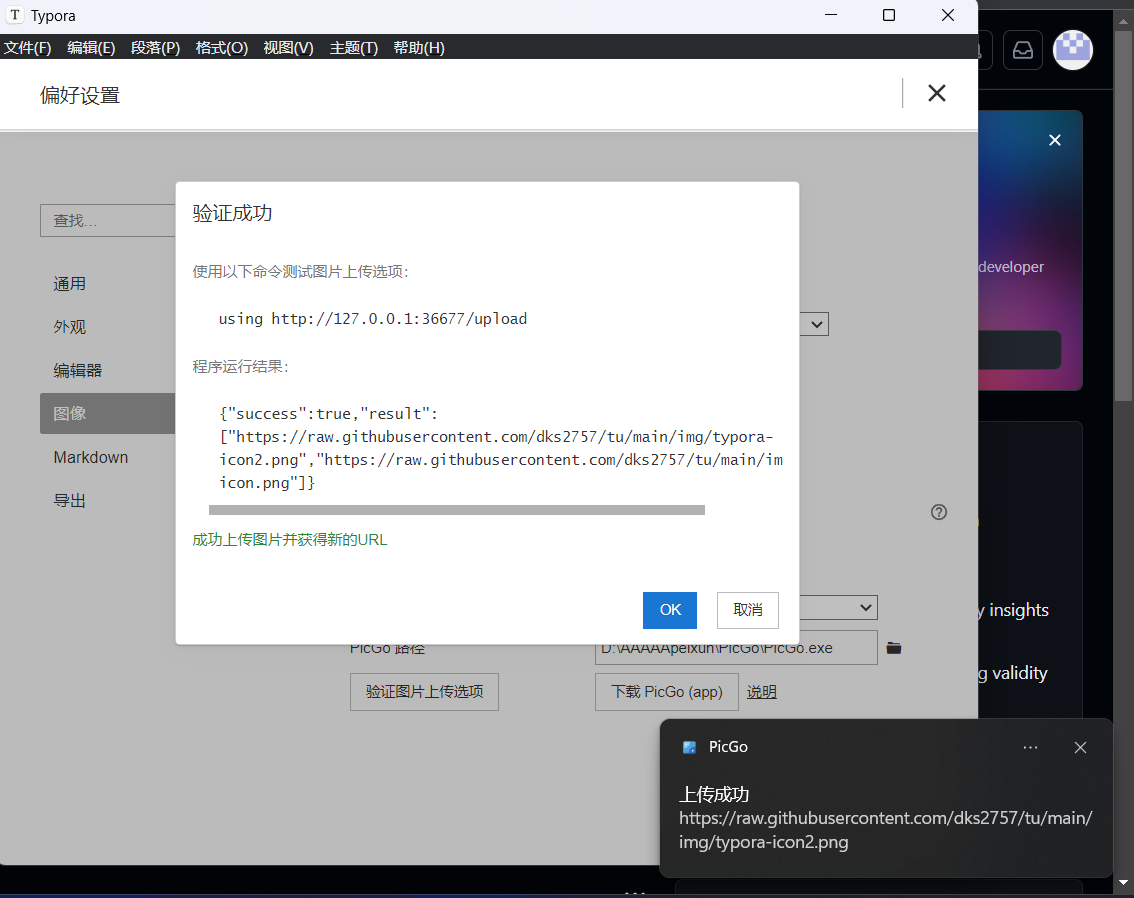 Typora
文件(F) 编辑(E) 段落(P) 格式(O) 视图(V) 主题(T) 帮助(H)
偏好设置
查找...
通用
外观
编辑器
图像
Markdown
导出
验证成功
使用以下命令测试图片上传选项：
using http://127.0.0.1:36677/upload
程序运行结果：
{"success":true,"result":
["https://raw.githubusercontent.com/dks2757/tu/main/img/typora-
icon2.png","https://raw.githubusercontent.com/dks2757/tu/main/im
icon.png"]}
成功上传图片并获得新的URL
OK 取消
PicGo 路径 D:\AAAAApeixun\PicGo\PicGo.exe
验证图片上传选项 下载 PicGo (app) 说明
developer
y insights
g validity
PicGo
上传成功
https://raw.githubusercontent.com/dks2757/tu/main/
img/typora-icon2.png